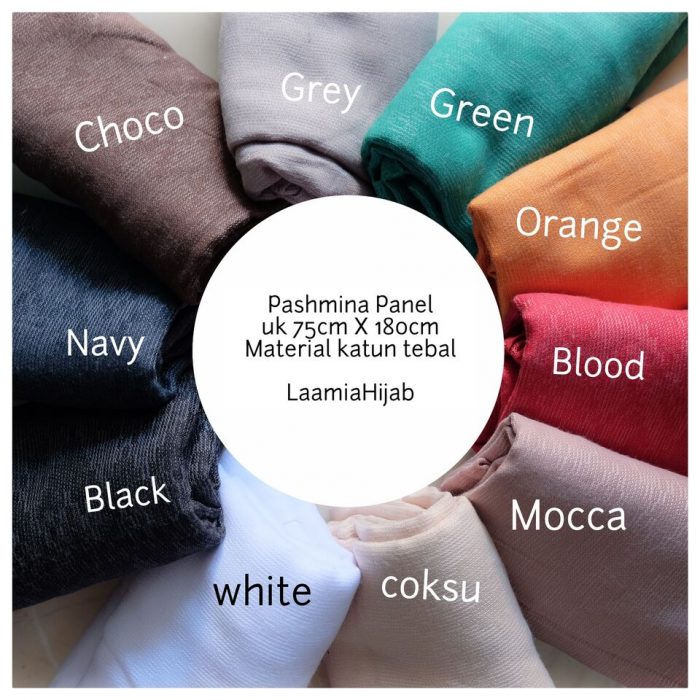 Grey
Green
Choco
Orange
Pashmina Panel
uk 75cm X 180cm
Material katun tebal
LaamiaHijab
Navy
Blood
Black
Mocca
white
coksu